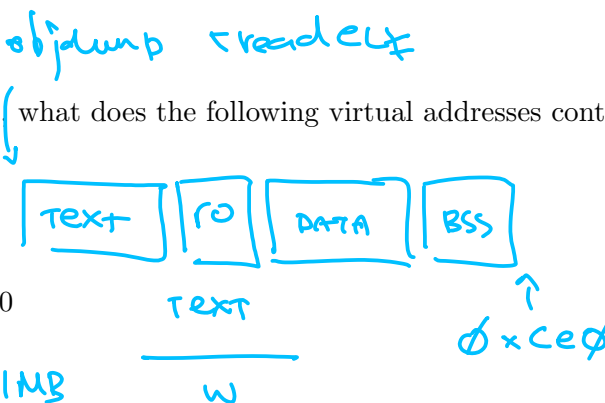 objdump readelf
what does the following virtual addresses cont
Text ro DATA BSS
0 Text
0xCe0
1MB W